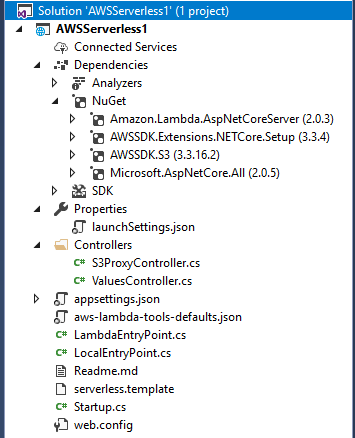 Solution 'AWSServerless1' (1 project)
AWSServerless1
Connected Services
Dependencies
Analyzers
NuGet
Amazon.Lambda.AspNetCoreServer (2.0.3)
AWSSDK.Extensions.NETCore.Setup (3.3.4)
AWSSDK.S3 (3.3.16.2)
Microsoft.AspNetCore.All (2.0.5)
SDK
Properties
launchSettings.json
Controllers
C# S3ProxyController.cs
C# ValuesController.cs
appsettings.json
aws-lambda-tools-defaults.json
C# LambdaEntryPoint.cs
C# LocalEntryPoint.cs
Readme.md
serverless.template
C# Startup.cs
web.config